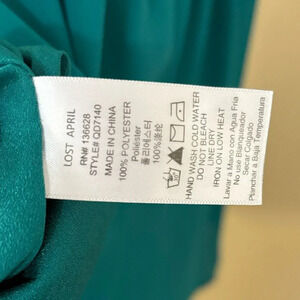 LOST APRIL
RN# 136628
STYLE# QD7140
MADE IN CHINA
100% POLYESTER
Poliéster
폴리에스터
100%涤纶
HAND WASH COLD WATER
DO NOT BLEACH
LINE DRY
IRON ON LOW HEAT
Lavar a Mano con Agua Fria
No use Blanqueador
Secar Colgado
Planchar a Baja Temperatura